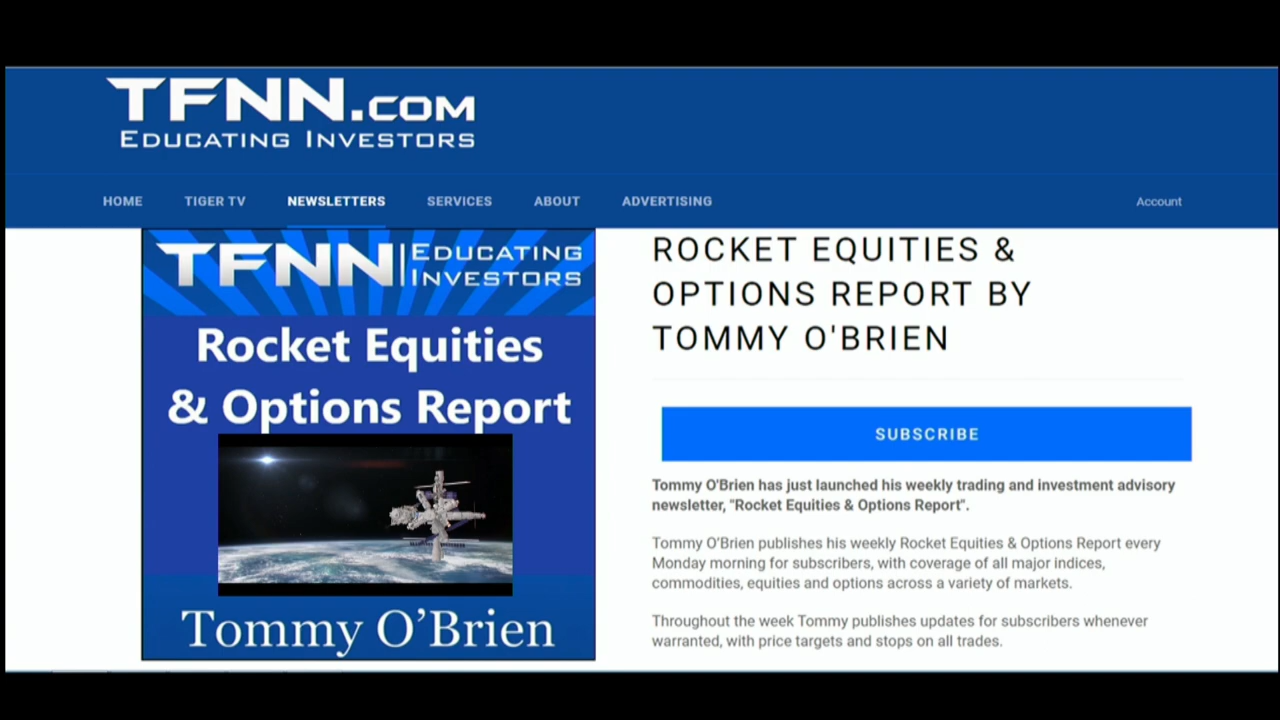 TFNN.COM
EDUCATING INVESTORS
HOME TIGER TV NEWSLETTERS SERVICES ABOUT ADVERTISING Account
TFNN | EDUCATING
INVESTORS
Rocket Equities
& Options Report
Tommy O’Brien
ROCKET EQUITIES &
OPTIONS REPORT BY
TOMMY O'BRIEN
SUBSCRIBE
Tommy O'Brien has just launched his weekly trading and investment advisory
newsletter, "Rocket Equities & Options Report".
Tommy O'Brien publishes his weekly Rocket Equities & Options Report every
Monday morning for subscribers, with coverage of all major indices,
commodities, equities and options across a variety of markets.
Throughout the week Tommy publishes updates for subscribers whenever
warranted, with price targets and stops on all trades.